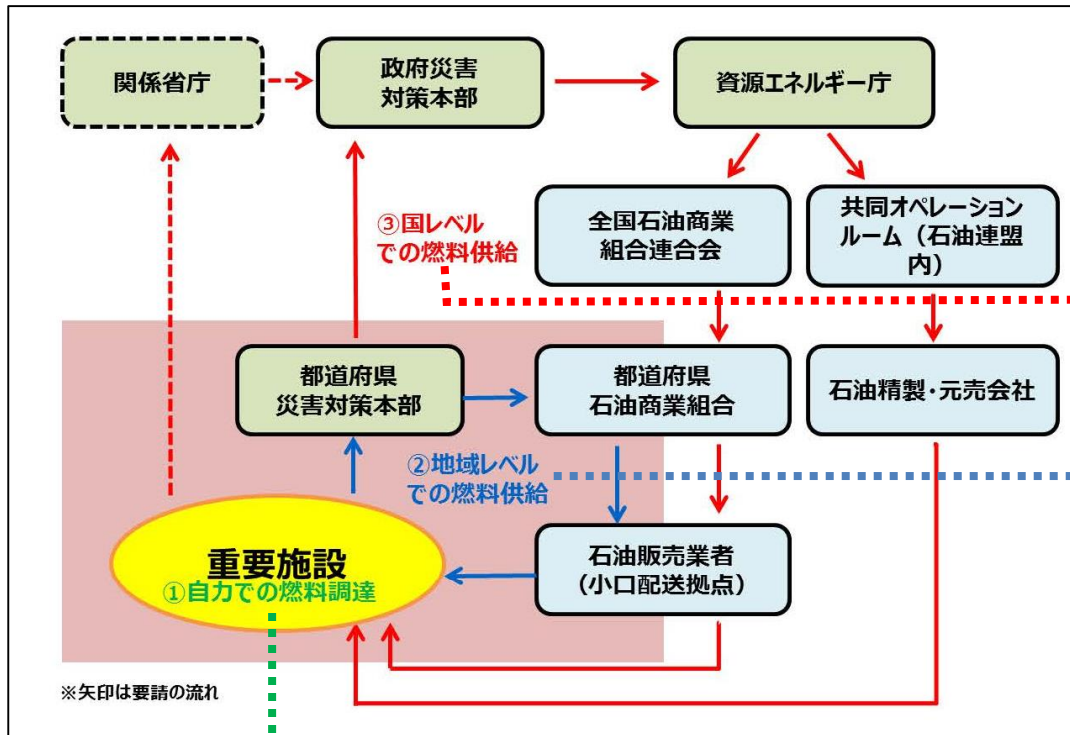 関係省庁
政府災害
対策本部
資源エネルギー庁
③国レベル
での燃料供給
全国石油商業
組合連合会
共同オペレーション
ルーム（石油連盟
内）
都道府県
災害対策本部
都道府県
石油商業組合
石油精製・元売会社
②地域レベル
での燃料供給
重要施設
①自力での燃料調達
石油販売業者
（小口配送拠点）
※矢印は要請の流れ